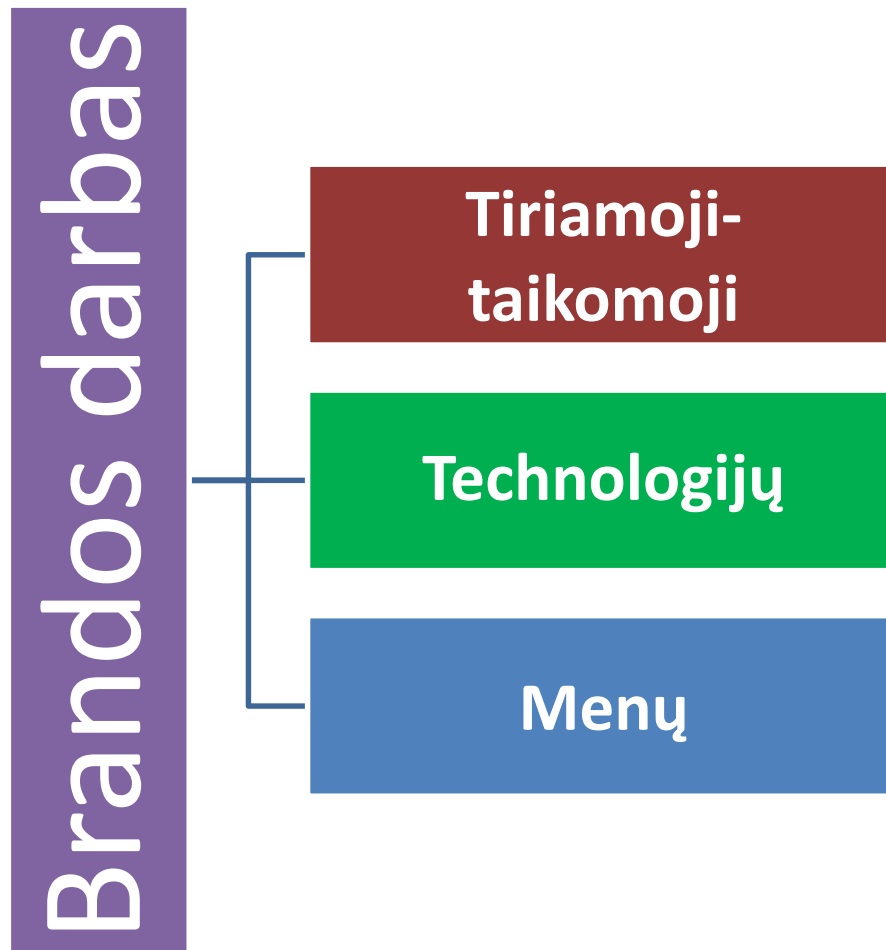 Brandos darbas
Tiriamoji-
taikomoji
Technologijų
Menų